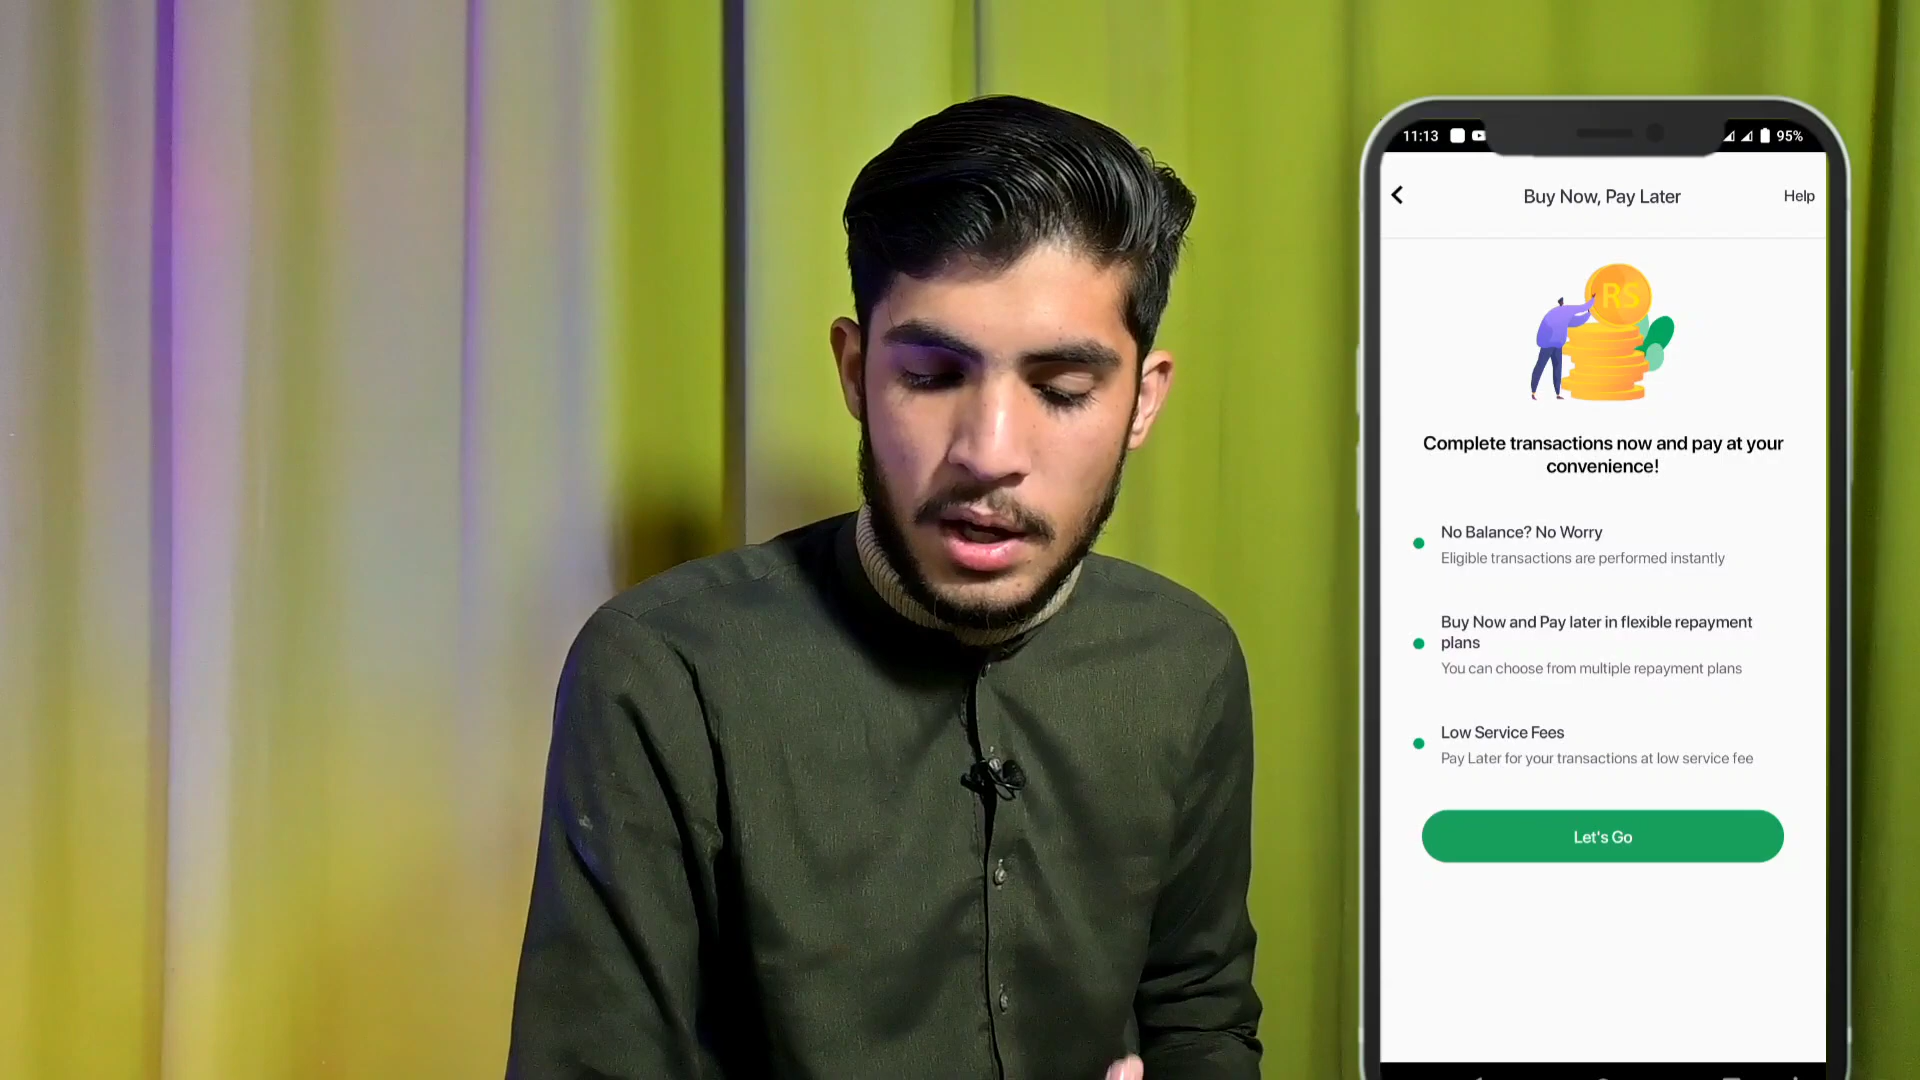 11:13
95%
Buy Now, Pay Later
Help
RS
Complete transactions now and pay at your
convenience!
No Balance? No Worry
Eligible transactions are performed instantly
Buy Now and Pay later in flexible repayment
plans
You can choose from multiple repayment plans
Low Service Fees
Pay Later for your transactions at low service fee
Let's Go